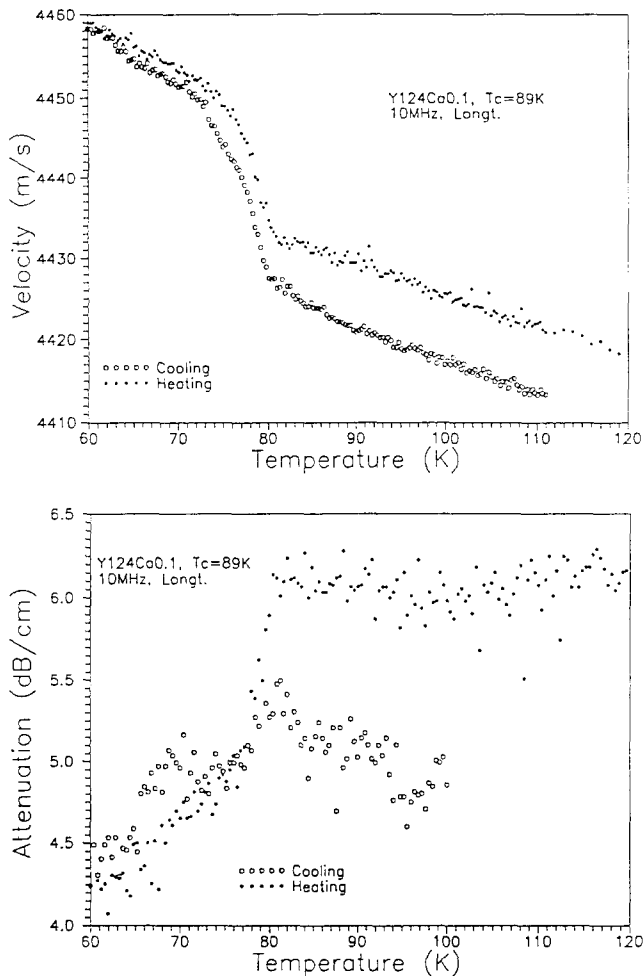 4460
4450
4440
4430
4420
4410
Velocity (m/s)
Y124Ca0.1, Tc=89K
10MHz, Longt.
Cooling
Heating
60 70 80 90 100 110 120
Temperature (K)
6.5
6.0
5.5
5.0
4.5
4.0
Attenuation (dB/cm)
Y124Ca0.1, Tc=89K
10MHz, Longt.
Cooling
Heating
60 70 80 90 100 110 120
Temperature (K)